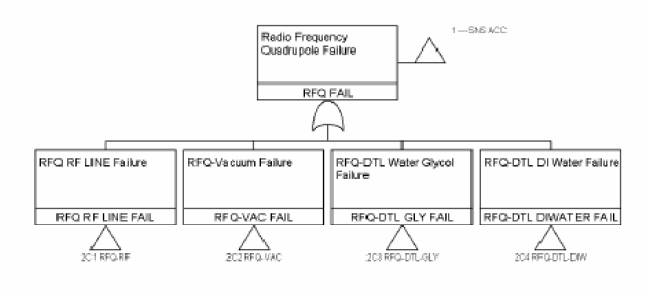 Radio Frequency
Quadrupole Failure
1 ---SNS ACC
RFQ FAIL
RFQ RF LINE Failure
RFQ-Vacuum Failure
RFQ-DTL Water Glycol
Failure
RFQ-DTL DI Water Failure
RFQ RF LINE FAIL
RFQ-VAC FAIL
RFQ-DTL GLY FAIL
RFQ-DTL DIWATER FAIL
2C1 RFQ-RF
2C2 RFQ-VAC
2C3 RFQ-DTL-GLY
2C4 RFQ-DTL-DIW